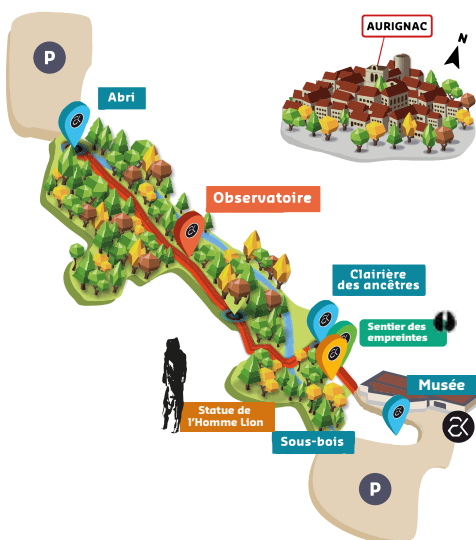 AURIGNAC
N
P
Abri
Observatoire
Clairière
des ancêtres
Sentier des
empreintes
Musée
Statue de
l'Homme Lion
Sous-bois
P